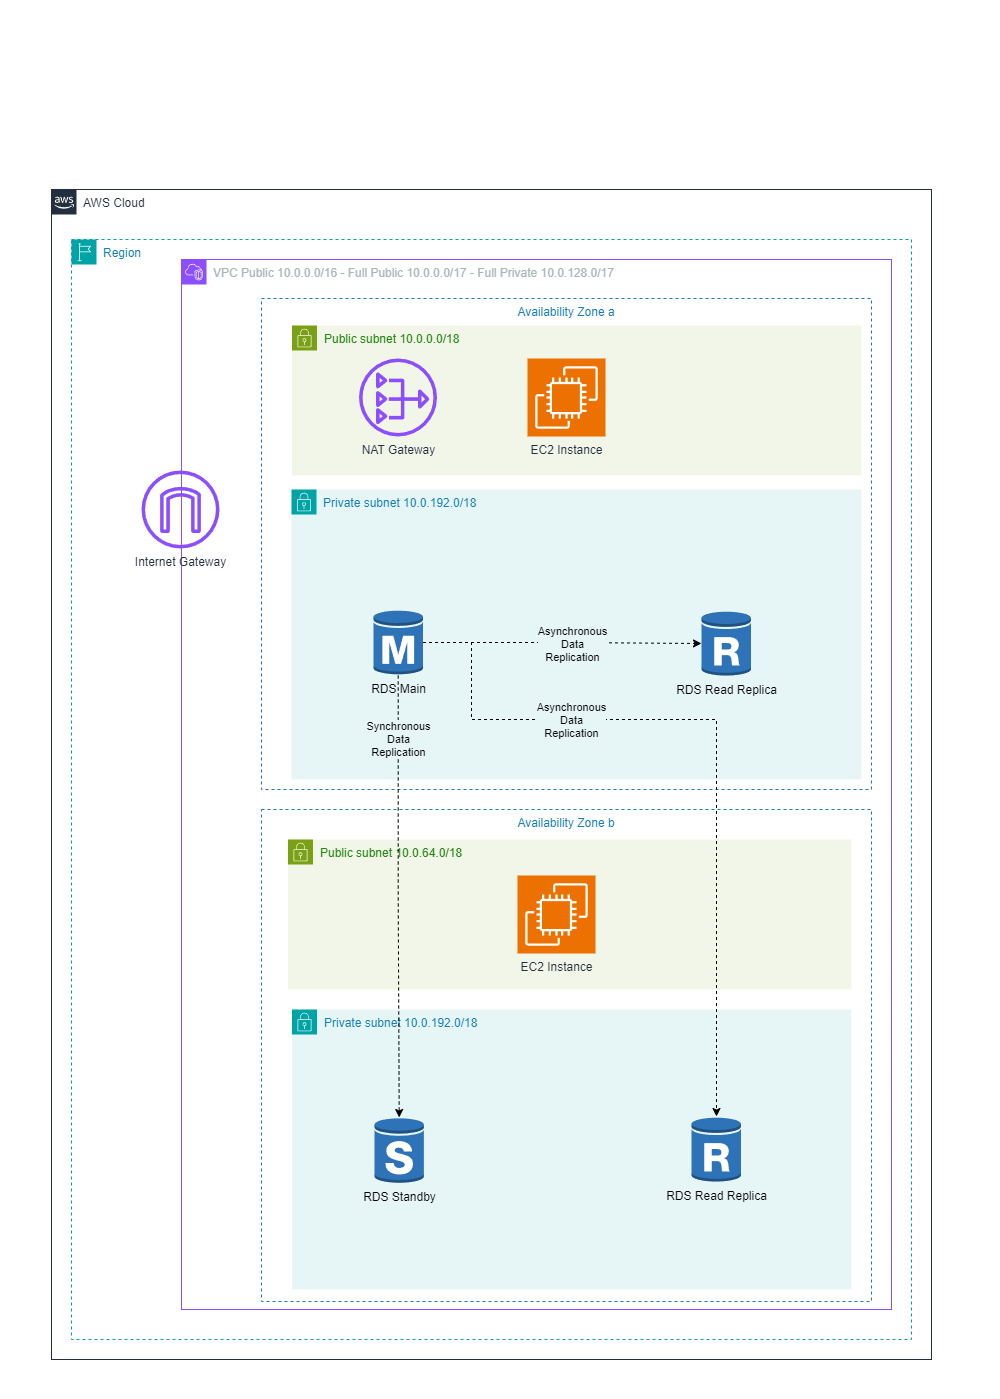 aws
AWS Cloud
Region
VPC Public 10.0.0.0/16 - Full Public 10.0.0.0/17 - Full Private 10.0.128.0/17
Availability Zone a
Public subnet 10.0.0.0/18
NAT Gateway
EC2 Instance
Private subnet 10.0.192.0/18
Internet Gateway
M
RDS Main
Asynchronous
Data
Replication
R
RDS Read Replica
Synchronous
Data
Replication
Asynchronous
Data
Replication
Availability Zone b
Public subnet 10.0.64.0/18
EC2 Instance
Private subnet 10.0.192.0/18
S
RDS Standby
R
RDS Read Replica